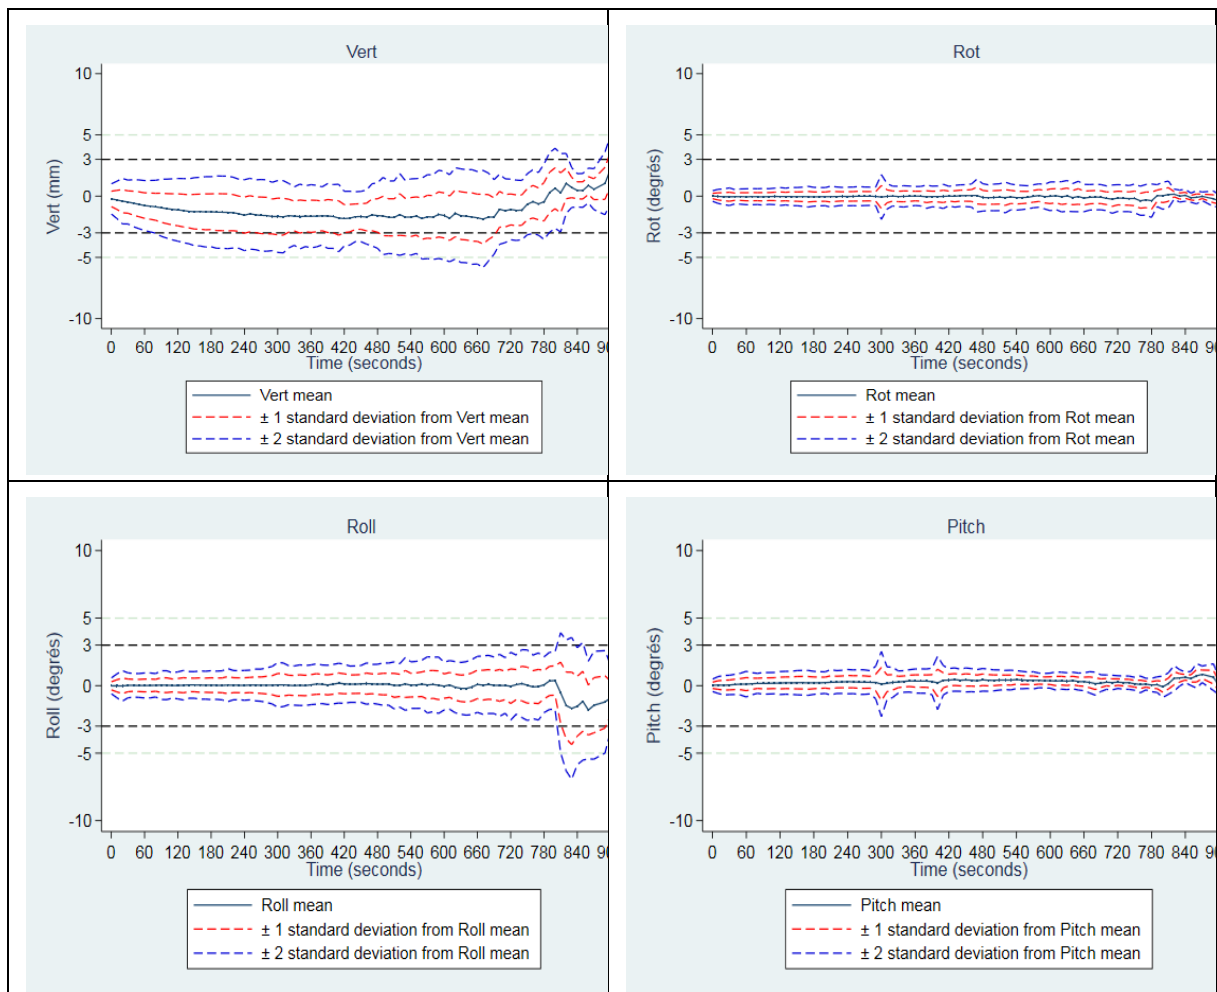 Vert
10
5
3
0
-3
-5
-10
Vert (mm)
0 60 120 180 240 300 360 420 480 540 600 660 720 780 840 90
Time (seconds)
Vert mean
± 1 standard deviation from Vert mean
± 2 standard deviation from Vert mean
Rot
10
5
3
0
-3
-5
-10
Rot (degrés)
0 60 120 180 240 300 360 420 480 540 600 660 720 780 840 90
Time (seconds)
Rot mean
± 1 standard deviation from Rot mean
± 2 standard deviation from Rot mean
Roll
10
5
3
0
-3
-5
-10
Roll (degrés)
0 60 120 180 240 300 360 420 480 540 600 660 720 780 840 90
Time (seconds)
Roll mean
± 1 standard deviation from Roll mean
± 2 standard deviation from Roll mean
Pitch
10
5
3
0
-3
-5
-10
Pitch (degrés)
0 60 120 180 240 300 360 420 480 540 600 660 720 780 840 90
Time (seconds)
Pitch mean
± 1 standard deviation from Pitch mean
± 2 standard deviation from Pitch mean